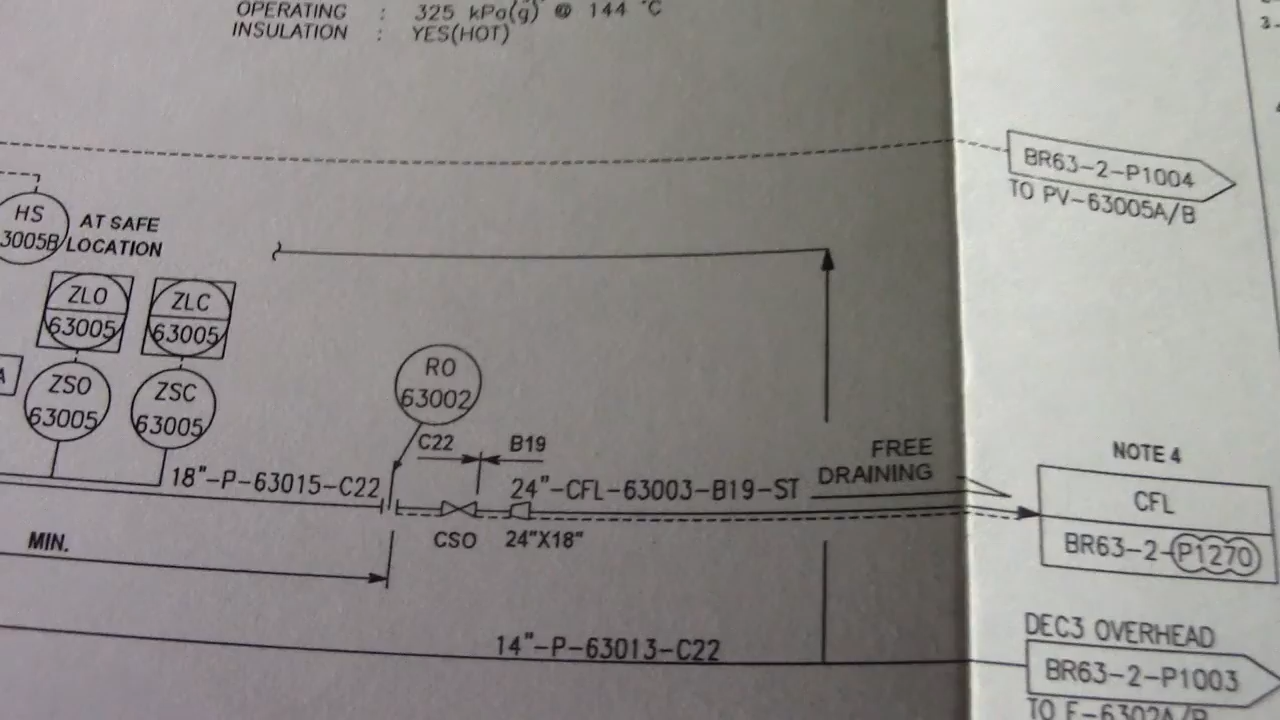 OPERATING : 325 kPa(g) @ 144 °C
INSULATION : YES(HOT)
3-
BR63-2-P1004
TO PV-63005A/B
HS
3005B
AT SAFE
LOCATION
ZLO
63005
ZLC
63005
A
ZSO
63005
ZSC
63005
RO
63002
C22
B19
18"-P-63015-C22
24"-CFL-63003-B19-ST
FREE
DRAINING
NOTE 4
CFL
BR63-2-P1270
MIN.
CSO
24"X18"
14"-P-63013-C22
DEC3 OVERHEAD
BR63-2-P1003
TO E-6302A/B